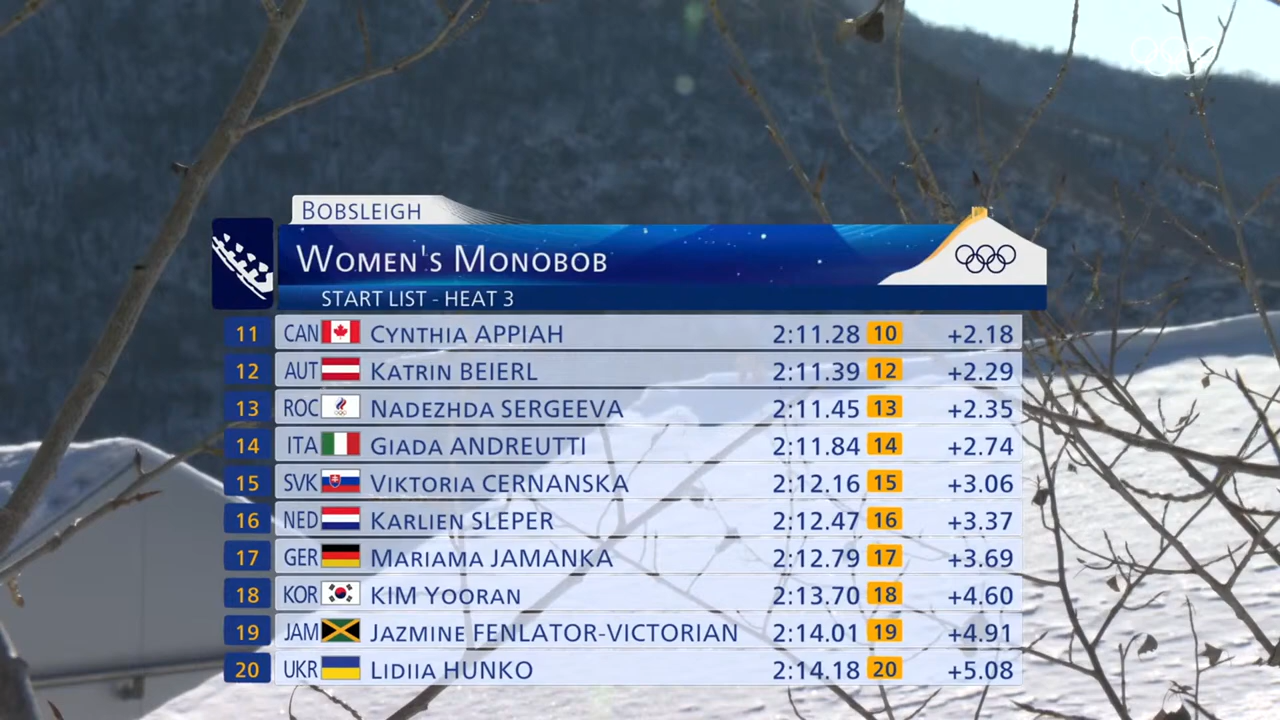 BOBSLEIGH
WOMEN'S MONOBOB
START LIST - HEAT 3
11 CAN CYNTHIA APPIAH 2:11.28 10 +2.18
12 AUT KATRIN BEIERL 2:11.39 12 +2.29
13 ROC NADEZHDA SERGEEVA 2:11.45 13 +2.35
14 ITA GIADA ANDREUTTI 2:11.84 14 +2.74
15 SVK VIKTORIA CERNANSKA 2:12.16 15 +3.06
16 NED KARLIEN SLEPER 2:12.47 16 +3.37
17 GER MARIAMA JAMANKA 2:12.79 17 +3.69
18 KOR KIM YOORAN 2:13.70 18 +4.60
19 JAM JAZMINE FENLATOR-VICTORIAN 2:14.01 19 +4.91
20 UKR LIDIIA HUNKO 2:14.18 20 +5.08